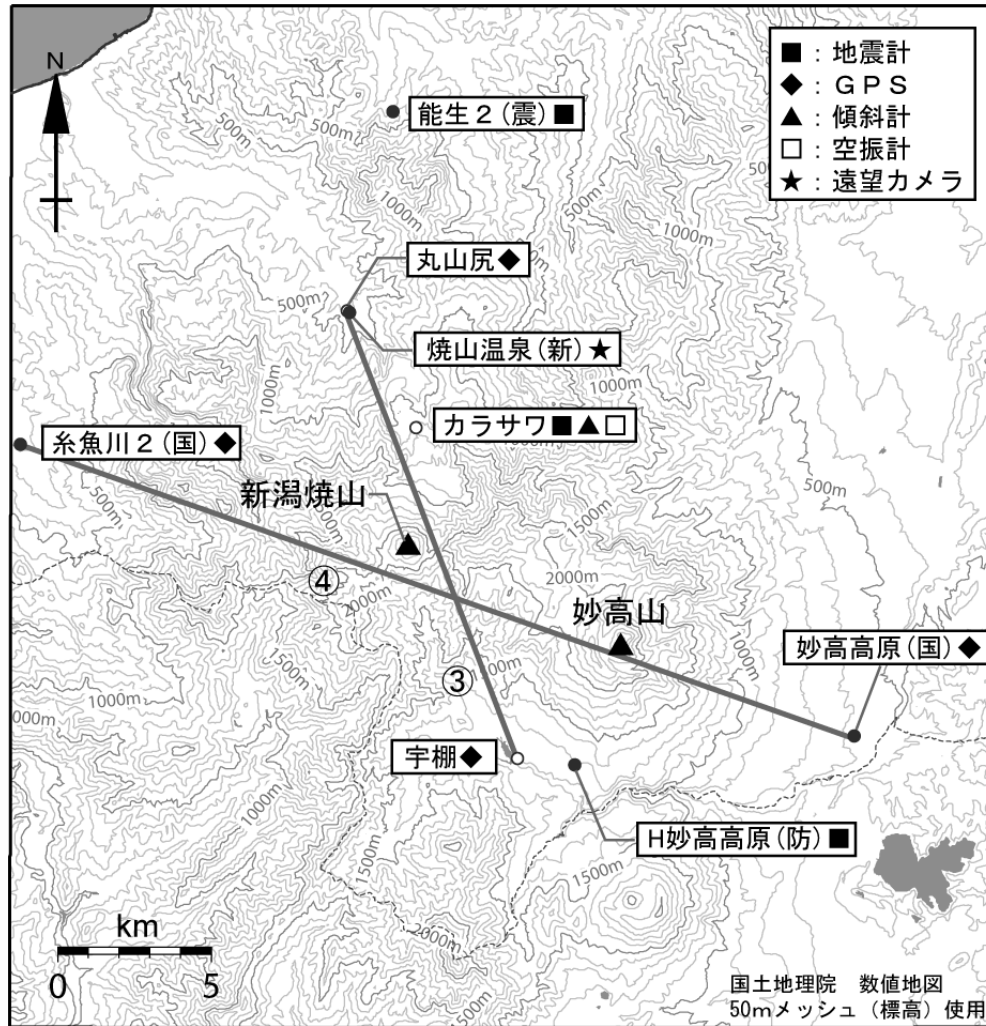 N
■：地震計
◆：ＧＰＳ
▲：傾斜計
□：空振計
★：遠望カメラ
能生２(震)■
500m
500m
500m
1000m
1000m
丸山尻◆
500m
焼山温泉(新)★
1000m
1000m
カラサワ■▲□
糸魚川２(国)◆
500m
500m
新潟焼山
1500m
④
2000m
2000m
妙高山
1000m
妙高高原(国)◆
1500m
③
1000m
宇棚◆
H妙高高原(防)■
1000m
1500m
1500m
2000m
km
0 5
国土地理院　数値地図
50mメッシュ（標高）使用